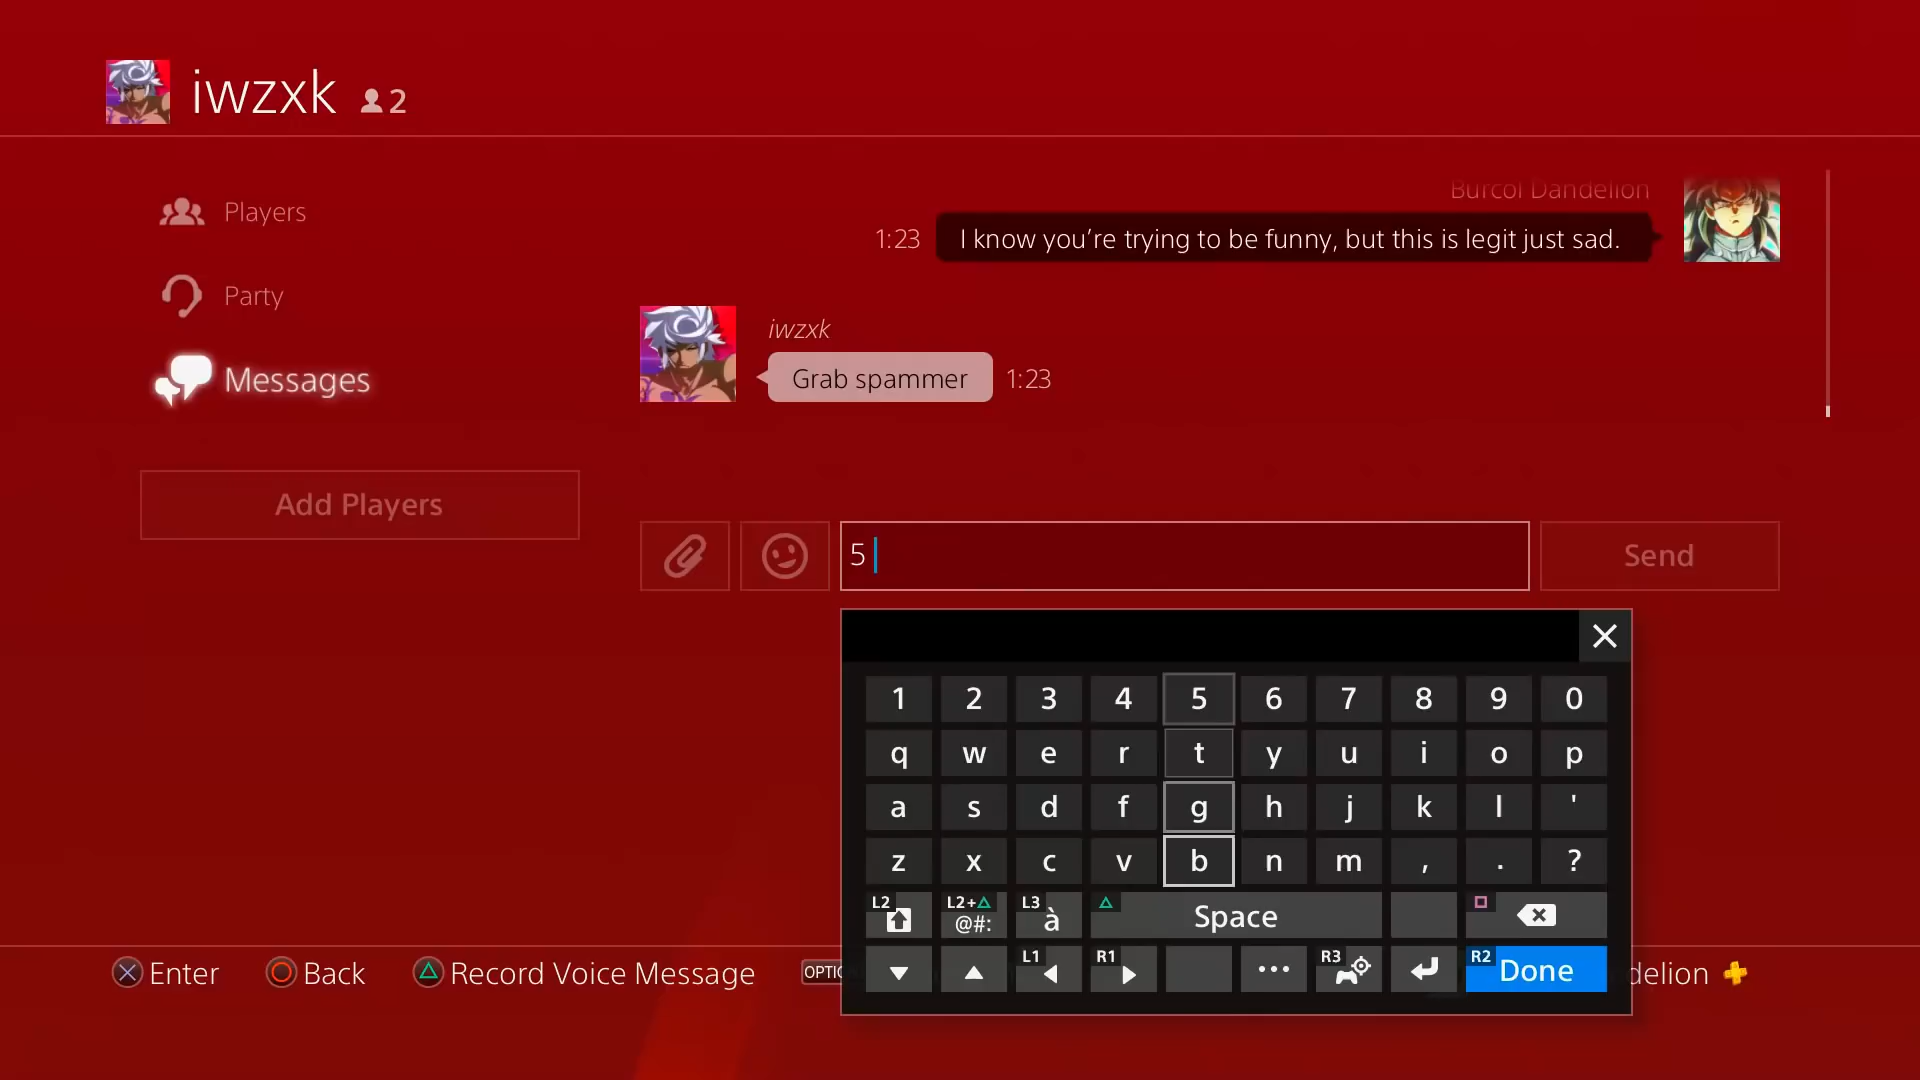 iwzxk 2
Players
Party
Messages
Add Players
Burcol Dandelion
1:23 I know you're trying to be funny, but this is legit just sad.
iwzxk
Grab spammer 1:23
5
Send
1 2 3 4 5 6 7 8 9 0
q w e r t y u i o p
a s d f g h j k l '
z x c v b n m , . ?
L2 L2+△ @#: L3 à △ Space
L1 R1 ... R3 R2 Done
Enter Back Record Voice Message OPTIO delion